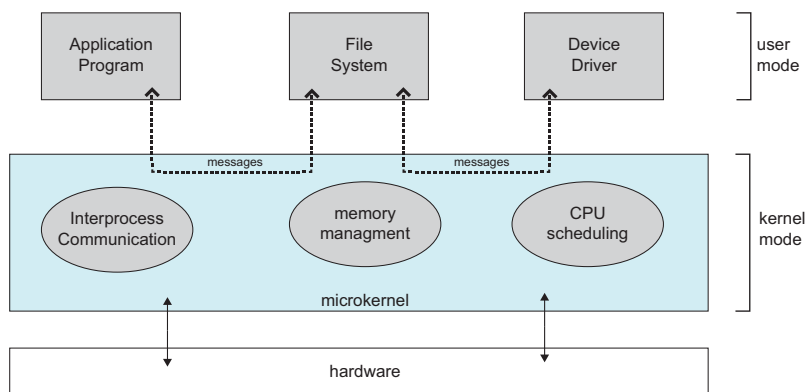 Application
Program
File
System
Device
Driver
user
mode
messages
messages
Interprocess
Communication
memory
managment
CPU
scheduling
kernel
mode
microkernel
hardware